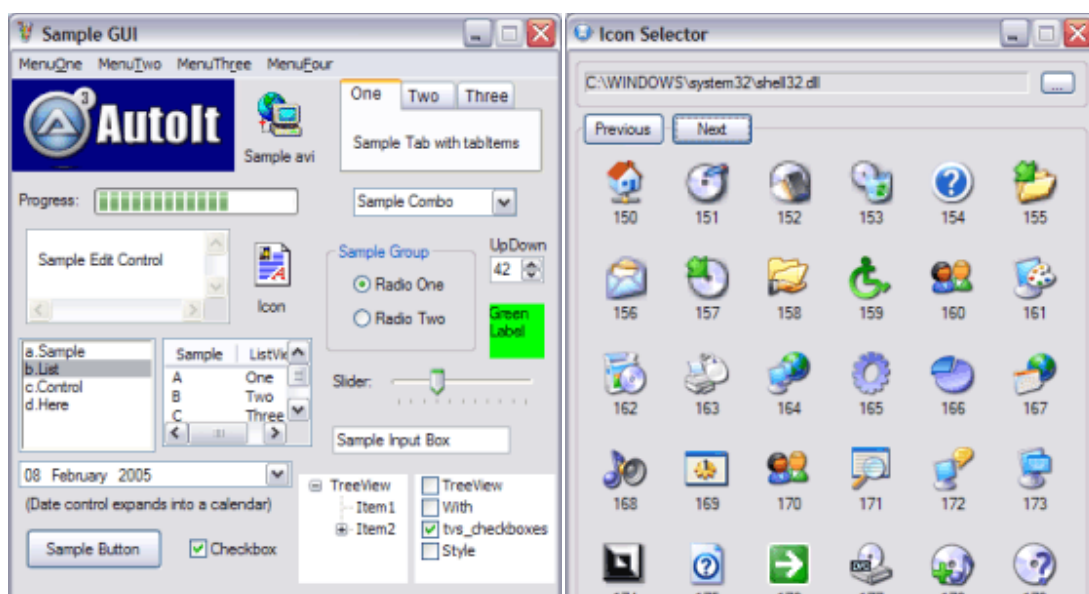 Sample GUI
MenuOne MenuTwo MenuThree MenuFour
3
AutoIt
Sample avi
One Two Three
Sample Tab with tabItems
Progress:
Sample Combo
Sample Edit Control
Icon
Sample Group
Radio One
Radio Two
UpDown
42
Green
Label
a.Sample
b.List
c.Control
d.Here
Sample ListVie
A One
B Two
C Three
Slider:
Sample Input Box
08 February 2005
(Date control expands into a calendar)
Sample Button
Checkbox
TreeView
Item1
Item2
TreeView
With
tvs_checkboxes
Style
Icon Selector
C:\WINDOWS\system32\shell32.dll
...
Previous Next
150 151 152 153 154 155
156 157 158 159 160 161
162 163 164 165 166 167
168 169 170 171 172 173